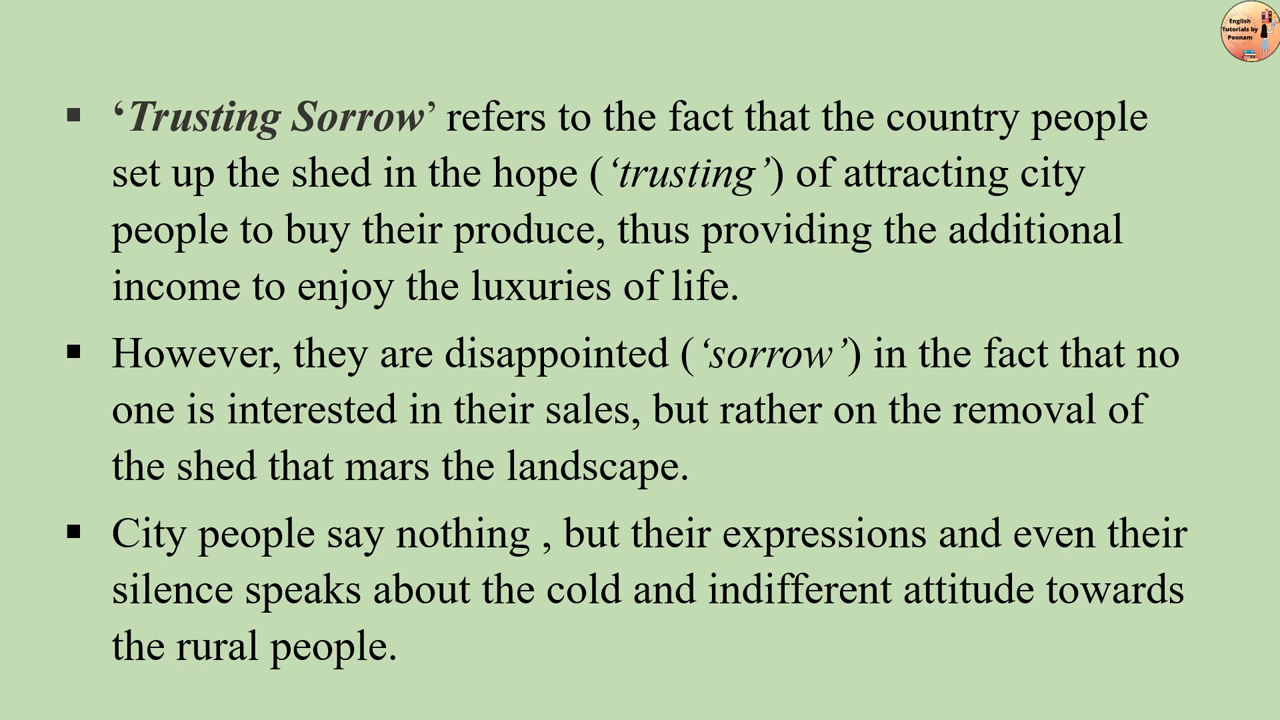 English
Tutorials by
Poonam
▪ ‘Trusting Sorrow’ refers to the fact that the country people
set up the shed in the hope (‘trusting’) of attracting city
people to buy their produce, thus providing the additional
income to enjoy the luxuries of life.
▪ However, they are disappointed (‘sorrow’) in the fact that no
one is interested in their sales, but rather on the removal of
the shed that mars the landscape.
▪ City people say nothing , but their expressions and even their
silence speaks about the cold and indifferent attitude towards
the rural people.